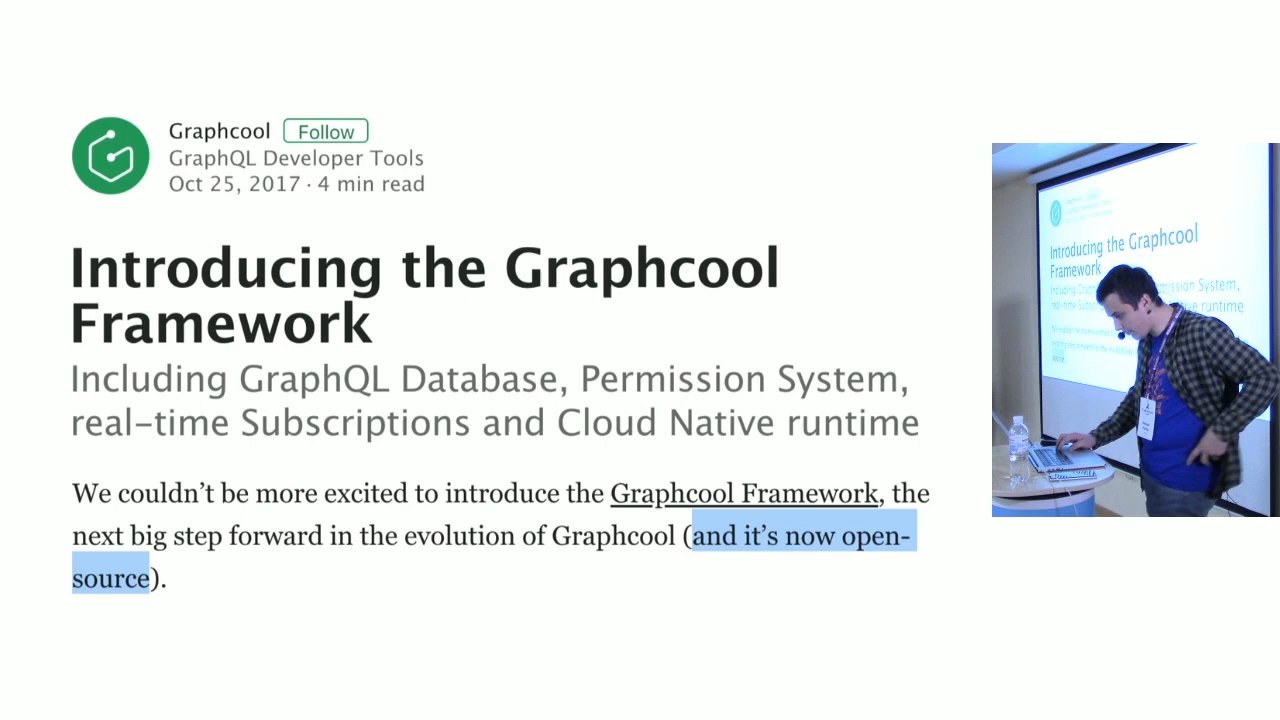 Graphcool Follow
GraphQL Developer Tools
Oct 25, 2017 · 4 min read
Introducing the Graphcool
Framework
Including GraphQL Database, Permission System,
real-time Subscriptions and Cloud Native runtime
We couldn’t be more excited to introduce the Graphcool Framework, the
next big step forward in the evolution of Graphcool (and it’s now open-
source).
Introducing the Graphcool
Framework